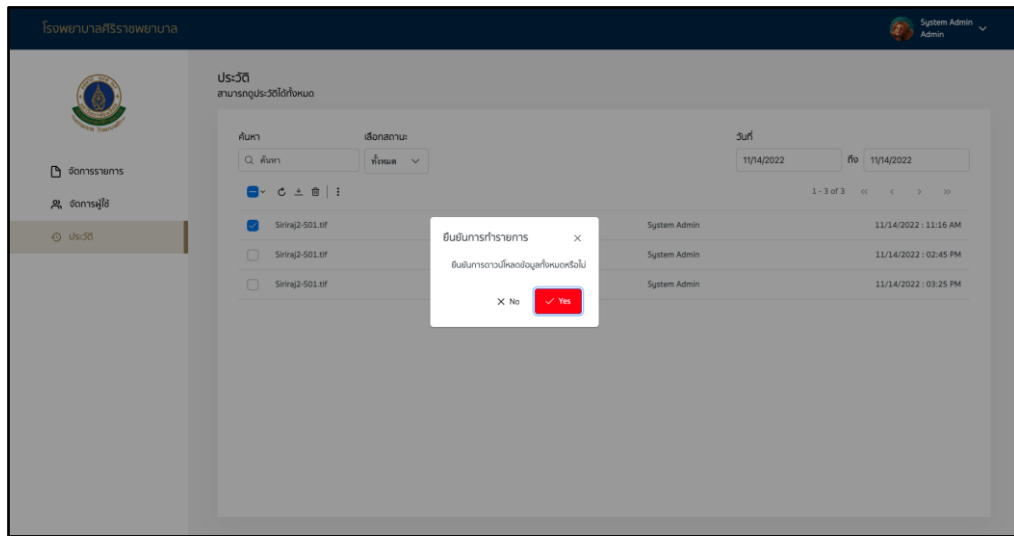 โรงพยาบาลศิริราชพยาบาล
System Admin
Admin
ประวัติ
สามารถดูประวัติได้ทั้งหมด
จัดการรายการ
จัดการผู้ใช้
ประวัติ
ค้นหา เลือกสถานะ วันที่
ค้นหา ทั้งหมด 11/14/2022 ถึง 11/14/2022
1 - 3 of 3
Siriraj2-S01.tif System Admin 11/14/2022 : 11:16 AM
Siriraj2-S01.tif System Admin 11/14/2022 : 02:45 PM
Siriraj2-S01.tif System Admin 11/14/2022 : 03:25 PM
ยืนยันการทำรายการ
ยืนยันการดาวน์โหลดข้อมูลทั้งหมดหรือไม่
No Yes